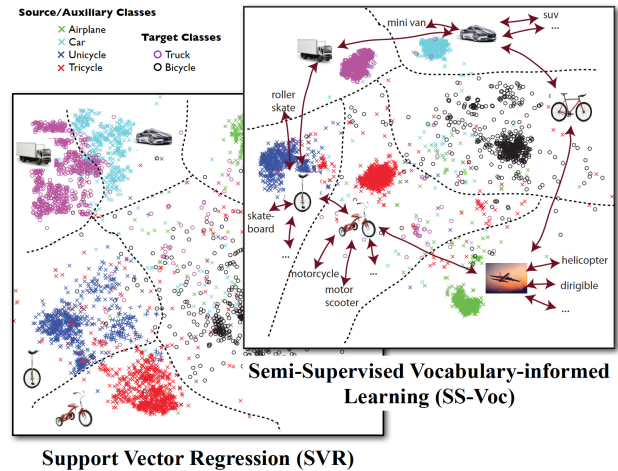 Source/Auxiliary Classes
Airplane
Car
Unicycle
Tricycle
Target Classes
Truck
Bicycle
mini van
suv
...
roller
skate
skate-
board
...
motorcycle
motor
scooter
...
helicopter
dirigible
...
Semi-Supervised Vocabulary-informed
Learning (SS-Voc)
Support Vector Regression (SVR)